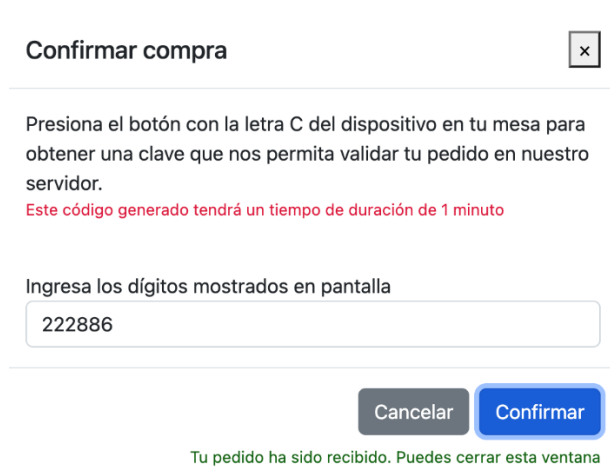 Confirmar compra
×
Presiona el botón con la letra C del dispositivo en tu mesa para
obtener una clave que nos permita validar tu pedido en nuestro
servidor.
Este código generado tendrá un tiempo de duración de 1 minuto
Ingresa los dígitos mostrados en pantalla
222886
Cancelar
Confirmar
Tu pedido ha sido recibido. Puedes cerrar esta ventana